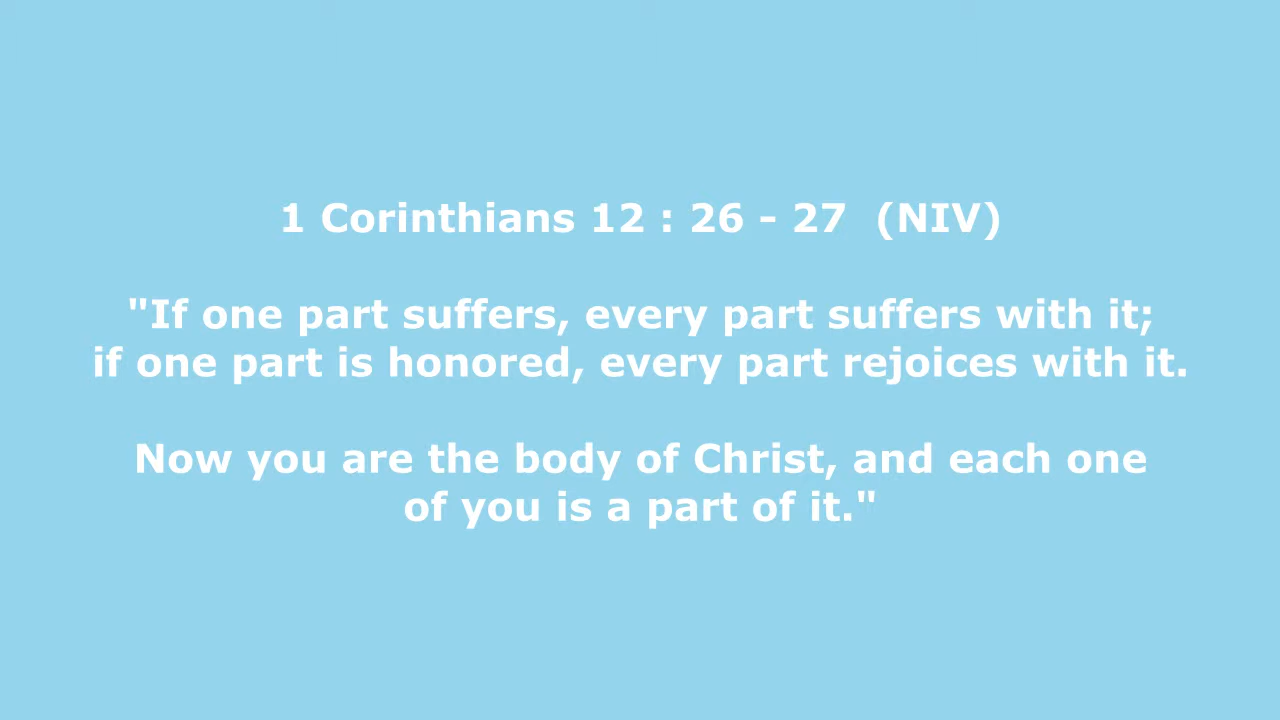 1 Corinthians 12 : 26 - 27  (NIV)
"If one part suffers, every part suffers with it;
if one part is honored, every part rejoices with it.
Now you are the body of Christ, and each one
of you is a part of it."